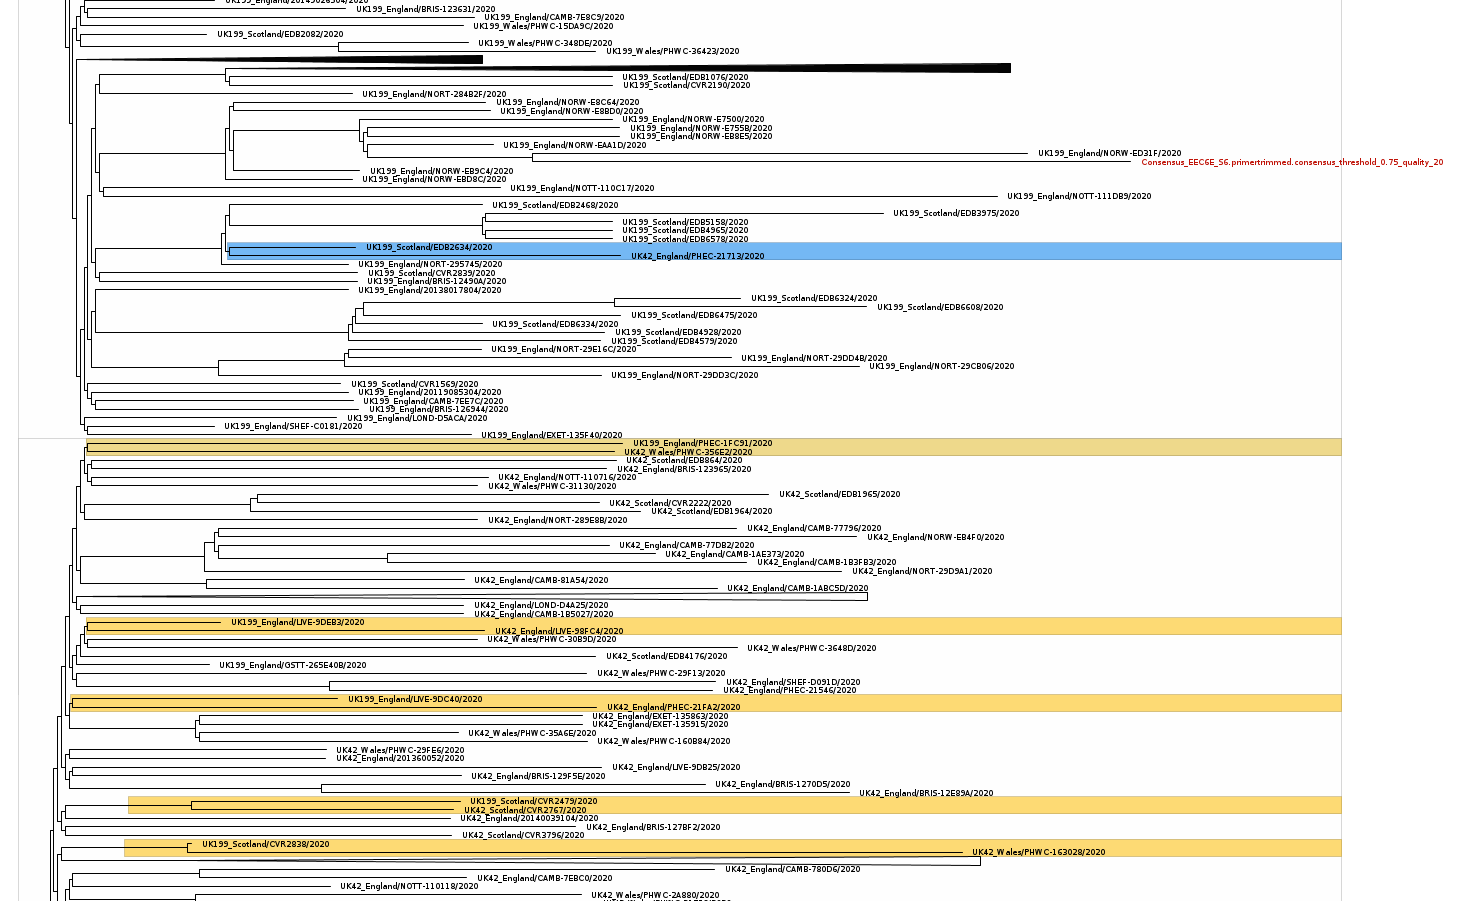 UK199_England/20149026504/2020
UK199_England/BRIS-123631/2020
UK199_England/CAMB-7E8C9/2020
UK199_Wales/PHWC-15DA9C/2020
UK199_Scotland/EDB2082/2020
UK199_Wales/PHWC-348DE/2020
UK199_Wales/PHWC-36423/2020
UK199_Scotland/EDB1076/2020
UK199_Scotland/CVR2190/2020
UK199_England/NORT-284B2F/2020
UK199_England/NORW-E8C64/2020
UK199_England/NORW-E8BD0/2020
UK199_England/NORW-E7500/2020
UK199_England/NORW-E755B/2020
UK199_England/NORW-EB8E5/2020
UK199_England/NORW-EAA1D/2020
UK199_England/NORW-ED31F/2020
Consensus_EEC6E_S6.primertrimmed.consensus_threshold_0.75_quality_20
UK199_England/NORW-EB9C4/2020
UK199_England/NORW-EBD8C/2020
UK199_England/NOTT-110C17/2020
UK199_England/NOTT-111DB9/2020
UK199_Scotland/EDB2468/2020
UK199_Scotland/EDB3975/2020
UK199_Scotland/EDB5158/2020
UK199_Scotland/EDB4965/2020
UK199_Scotland/EDB6578/2020
UK199_Scotland/EDB2634/2020
UK42_England/PHEC-21713/2020
UK199_England/NORT-295745/2020
UK199_Scotland/CVR2839/2020
UK199_England/BRIS-12490A/2020
UK199_England/20138017804/2020
UK199_Scotland/EDB6324/2020
UK199_Scotland/EDB6608/2020
UK199_Scotland/EDB6475/2020
UK199_Scotland/EDB6334/2020
UK199_Scotland/EDB4928/2020
UK199_Scotland/EDB4579/2020
UK199_England/NORT-29E16C/2020
UK199_England/NORT-29DD4B/2020
UK199_England/NORT-29CB06/2020
UK199_England/NORT-29DD3C/2020
UK199_Scotland/CVR1569/2020
UK199_England/20119085304/2020
UK199_England/CAMB-7EE7C/2020
UK199_England/BRIS-126944/2020
UK199_England/LOND-D5ACA/2020
UK199_England/SHEF-C0181/2020
UK199_England/EXET-135F40/2020
UK199_England/PHEC-1FC91/2020
UK42_Wales/PHWC-356E2/2020
UK42_Scotland/EDB864/2020
UK42_England/BRIS-123965/2020
UK42_England/NOTT-110716/2020
UK42_Wales/PHWC-31130/2020
UK42_Scotland/EDB1965/2020
UK42_Scotland/CVR2222/2020
UK42_Scotland/EDB1964/2020
UK42_England/NORT-289E8B/2020
UK42_England/CAMB-77796/2020
UK42_England/NORW-EB4F0/2020
UK42_England/CAMB-77DB2/2020
UK42_England/CAMB-1AE373/2020
UK42_England/CAMB-1B3FB3/2020
UK42_England/NORT-29D9A1/2020
UK42_England/CAMB-81A54/2020
UK42_England/CAMB-1ABC5D/2020
UK42_England/LOND-D4A25/2020
UK42_England/CAMB-1B5027/2020
UK199_England/LIVE-9DEB3/2020
UK42_England/LIVE-98FC4/2020
UK42_Wales/PHWC-30B9D/2020
UK42_Wales/PHWC-3648D/2020
UK42_Scotland/EDB4176/2020
UK199_England/GSTT-265E40B/2020
UK42_Wales/PHWC-29F13/2020
UK42_England/SHEF-D091D/2020
UK42_England/PHEC-21546/2020
UK199_England/LIVE-9DC40/2020
UK42_England/PHEC-21FA2/2020
UK42_England/EXET-135863/2020
UK42_England/EXET-135915/2020
UK42_Wales/PHWC-35A6E/2020
UK42_Wales/PHWC-160B84/2020
UK42_Wales/PHWC-29FE6/2020
UK42_England/201360052/2020
UK42_England/LIVE-9DB25/2020
UK42_England/BRIS-129F5E/2020
UK42_England/BRIS-1270D5/2020
UK42_England/BRIS-12E89A/2020
UK199_Scotland/CVR2479/2020
UK42_Scotland/CVR2767/2020
UK42_England/20140039104/2020
UK42_England/BRIS-127BF2/2020
UK42_Scotland/CVR3796/2020
UK199_Scotland/CVR2838/2020
UK42_Wales/PHWC-163028/2020
UK42_England/CAMB-780D6/2020
UK42_England/CAMB-7EBC0/2020
UK42_England/NOTT-110118/2020
UK42_Wales/PHWC-2A880/2020